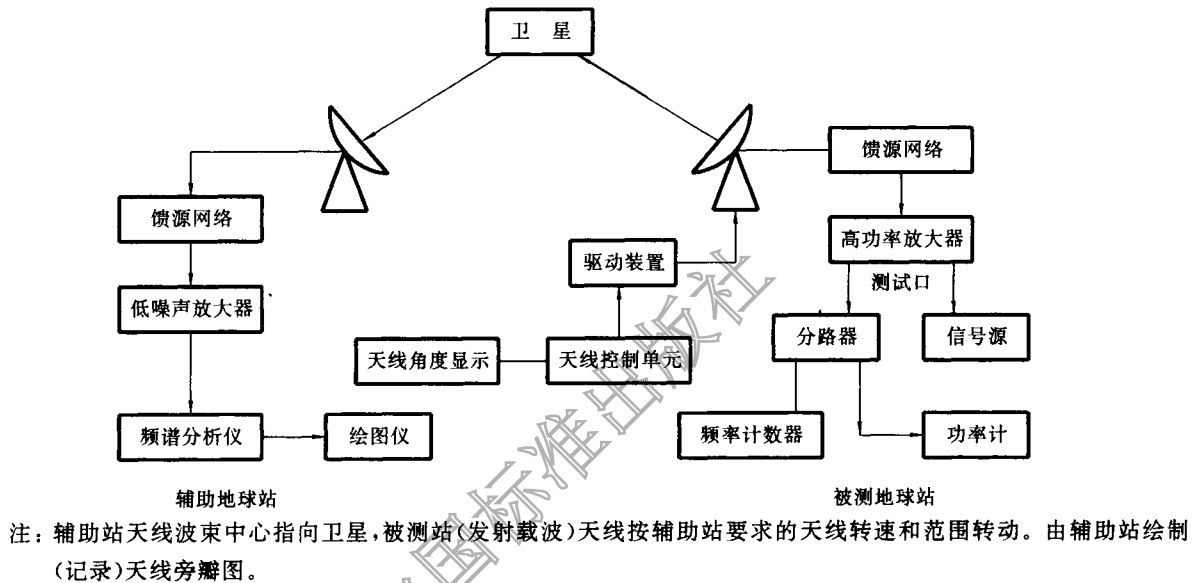 卫 星
馈源网络
馈源网络
高功率放大器
驱动装置
测试口
低噪声放大器
分路器
信号源
天线角度显示
天线控制单元
频谱分析仪
绘图仪
频率计数器
功率计
辅助地球站
被测地球站
注：辅助站天线波束中心指向卫星，被测站(发射载波)天线按辅助站要求的天线转速和范围转动。由辅助站绘制
(记录)天线旁瓣图。
国标准出版社